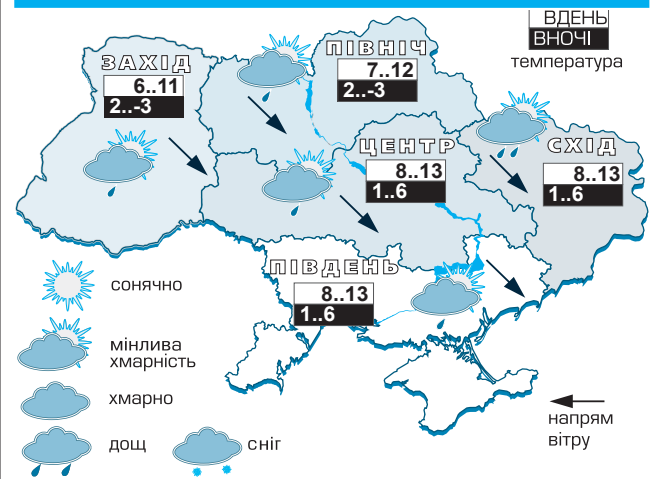 ВДЕНЬ
ВНОЧІ
температура
ПІВНІЧ
7..12
2..-3
ЗАХІД
6..11
2..-3
ЦЕНТР
8..13
1..6
СХІД
8..13
1..6
ПІВДЕНЬ
8..13
1..6
сонячно
мінлива
хмарність
хмарно
дощ
сніг
напрям
вітру